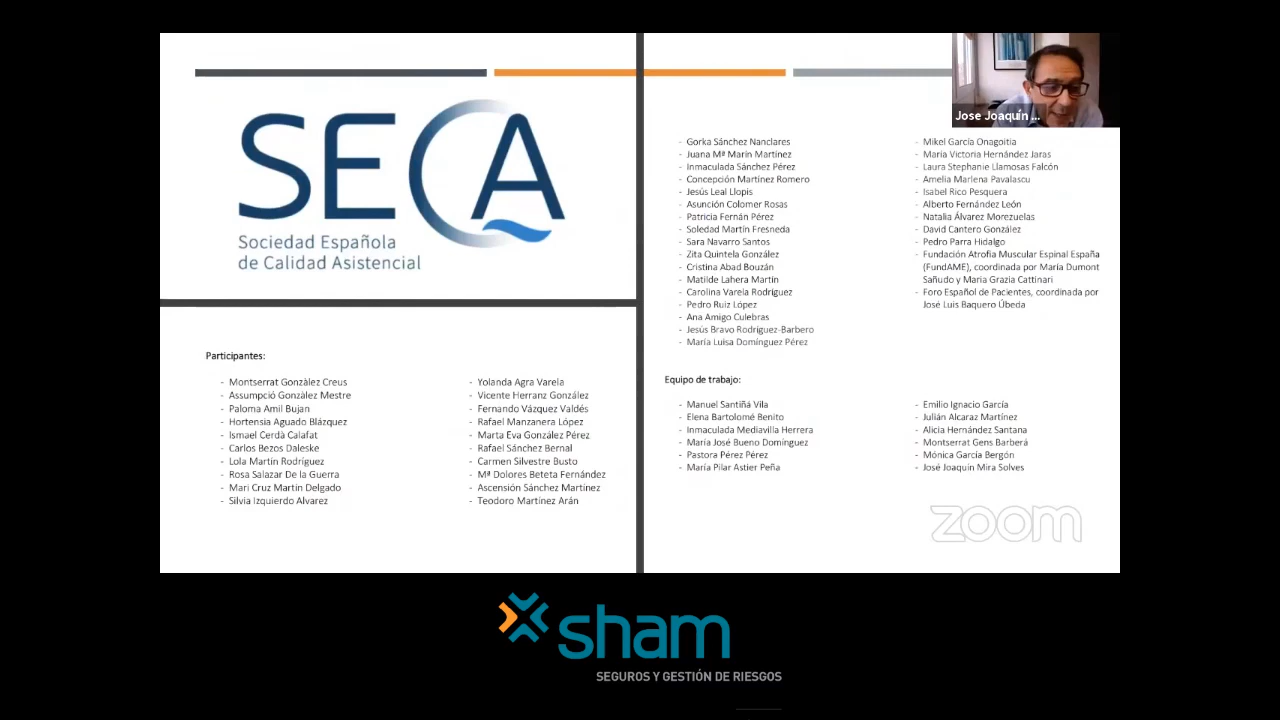 SECA
Sociedad Española
de Calidad Asistencial
Participantes:
- Montserrat Gonzàlez Creus
- Assumpció Gonzàlez Mestre
- Paloma Amil Bujan
- Hortensia Aguado Blázquez
- Ismael Cerdà Calafat
- Carlos Bezos Daleske
- Lola Martín Rodríguez
- Rosa Salazar De la Guerra
- Mari Cruz Martín Delgado
- Silvia Izquierdo Alvarez
- Yolanda Agra Varela
- Vicente Herranz González
- Fernando Vázquez Valdés
- Rafael Manzanera López
- Marta Eva González Pérez
- Rafael Sánchez Bernal
- Carmen Silvestre Busto
- Mª Dolores Beteta Fernández
- Ascensión Sánchez Martínez
- Teodoro Martínez Arán
- Gorka Sánchez Nanclares
- Juana Mª Marín Martínez
- Inmaculada Sánchez Pérez
- Concepción Martínez Romero
- Jesús Leal Llopis
- Asunción Colomer Rosas
- Patricia Fernán Pérez
- Soledad Martín Fresneda
- Sara Navarro Santos
- Zita Quintela González
- Cristina Abad Bouzán
- Matilde Lahera Martín
- Carolina Varela Rodríguez
- Pedro Ruiz López
- Ana Amigo Culebras
- Jesús Bravo Rodríguez-Barbero
- María Luisa Domínguez Pérez
Jose Joaquín ...
- Mikel García Onagoitia
- María Victoria Hernández Jaras
- Laura Stephanie Llamosas Falcón
- Amelia Marlena Pavalascu
- Isabel Rico Pesquera
- Alberto Fernández León
- Natalia Álvarez Morezuelas
- David Cantero González
- Pedro Parra Hidalgo
- Fundación Atrofia Muscular Espinal España
(FundAME), coordinada por María Dumont
Sañudo y Maria Grazia Cattinari
- Foro Español de Pacientes, coordinada por
José Luis Baquero Úbeda
Equipo de trabajo:
- Manuel Santiñá Vila
- Elena Bartolomé Benito
- Inmaculada Mediavilla Herrera
- María José Bueno Domínguez
- Pastora Pérez Pérez
- María Pilar Astier Peña
- Emilio Ignacio García
- Julián Alcaraz Martínez
- Alicia Hernández Santana
- Montserrat Gens Barberá
- Mónica García Bergón
- José Joaquín Mira Solves
zoom
sham
SEGUROS Y GESTIÓN DE RIESGOS